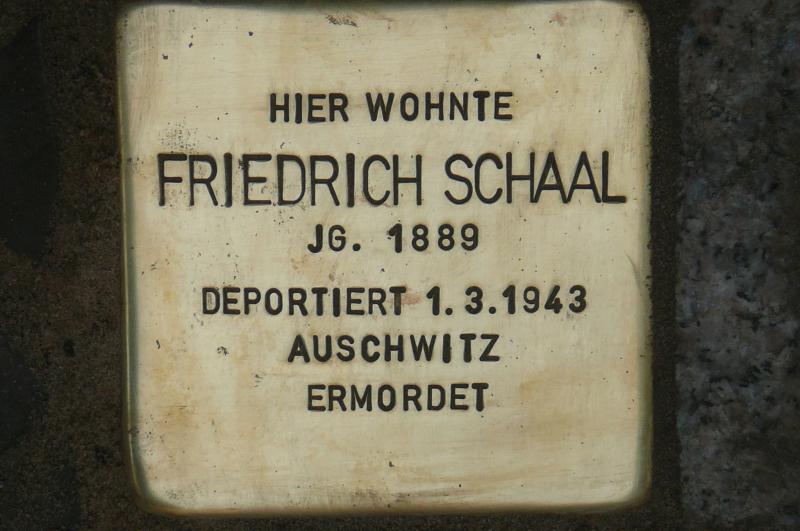 HIER WOHNTE
FRIEDRICH SCHAAL
JG. 1889
DEPORTIERT 1.3.1943
AUSCHWITZ
ERMORDET